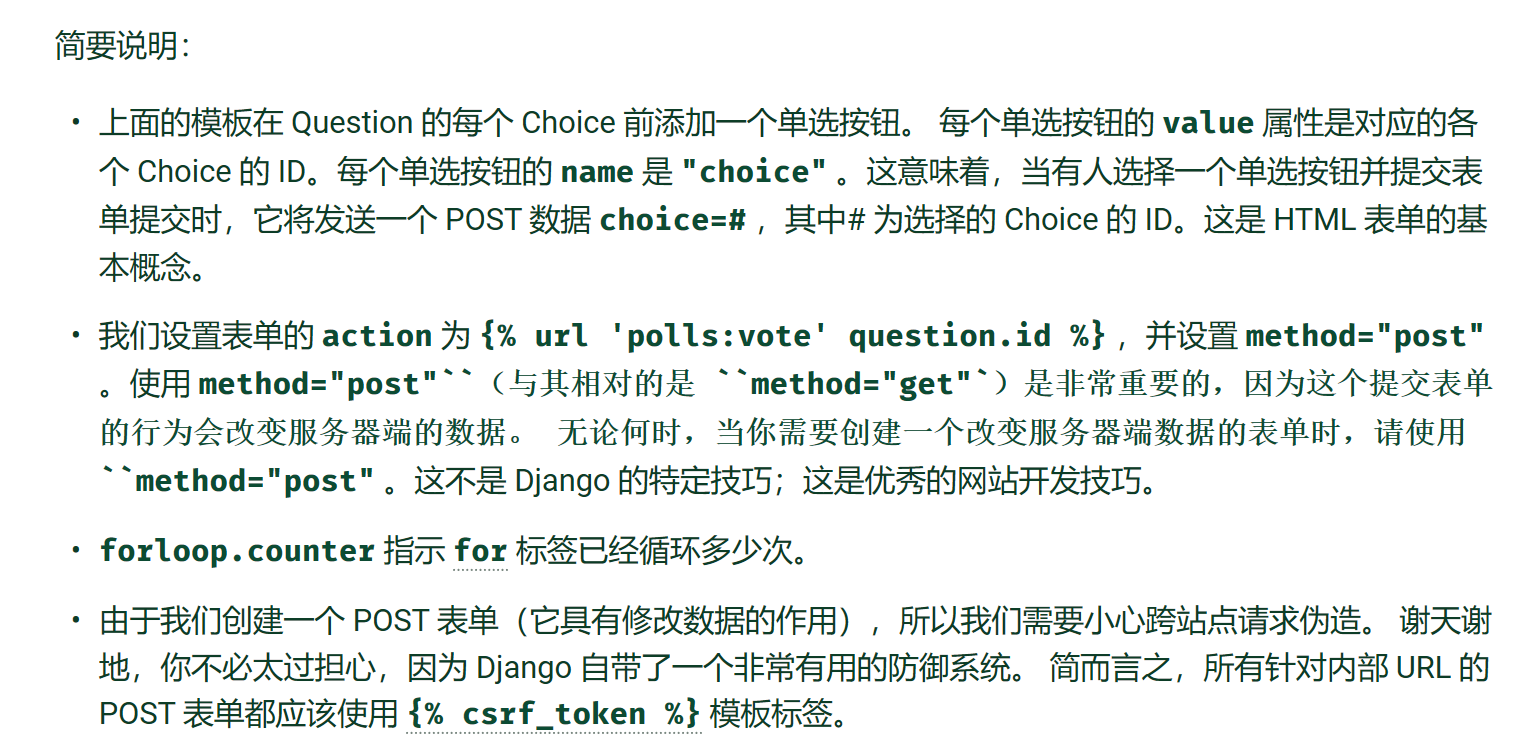 简要说明：
• 上面的模板在 Question 的每个 Choice 前添加一个单选按钮。 每个单选按钮的 value 属性是对应的各
个 Choice 的 ID。每个单选按钮的 name 是 "choice" 。这意味着，当有人选择一个单选按钮并提交表
单提交时，它将发送一个 POST 数据 choice=# ，其中# 为选择的 Choice 的 ID。这是 HTML 表单的基
本概念。
• 我们设置表单的 action 为 {% url 'polls:vote' question.id %} ，并设置 method="post"
。使用 method="post"``（与其相对的是 ``method="get"`）是非常重要的，因为这个提交表单
的行为会改变服务器端的数据。 无论何时，当你需要创建一个改变服务器端数据的表单时，请使用
``method="post" 。这不是 Django 的特定技巧；这是优秀的网站开发技巧。
• forloop.counter 指示 for 标签已经循环多少次。
• 由于我们创建一个 POST 表单（它具有修改数据的作用），所以我们需要小心跨站点请求伪造。 谢天谢
地，你不必太过担心，因为 Django 自带了一个非常有用的防御系统。 简而言之，所有针对内部 URL 的
POST 表单都应该使用 {% csrf_token %} 模板标签。